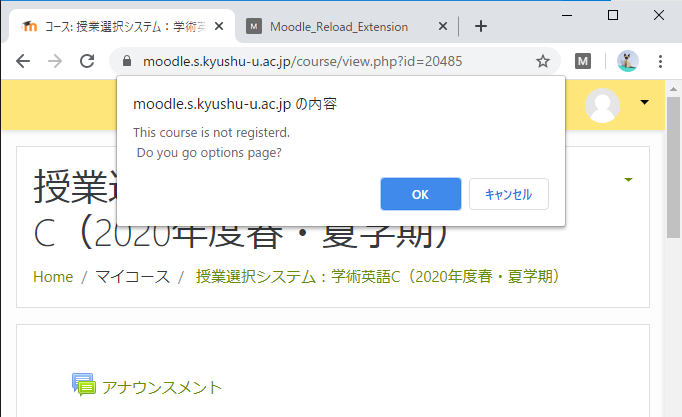 コース: 授業選択システム：学術
Moodle_Reload_Extension
moodle.s.kyushu-u.ac.jp/course/view.php?id=20485
M
moodle.s.kyushu-u.ac.jp の内容
This course is not registerd.
Do you go options page?
OK
キャンセル
授業
C（2020年度春・夏学期）
Home / マイコース / 授業選択システム：学術英語C（2020年度春・夏学期）
アナウンスメント